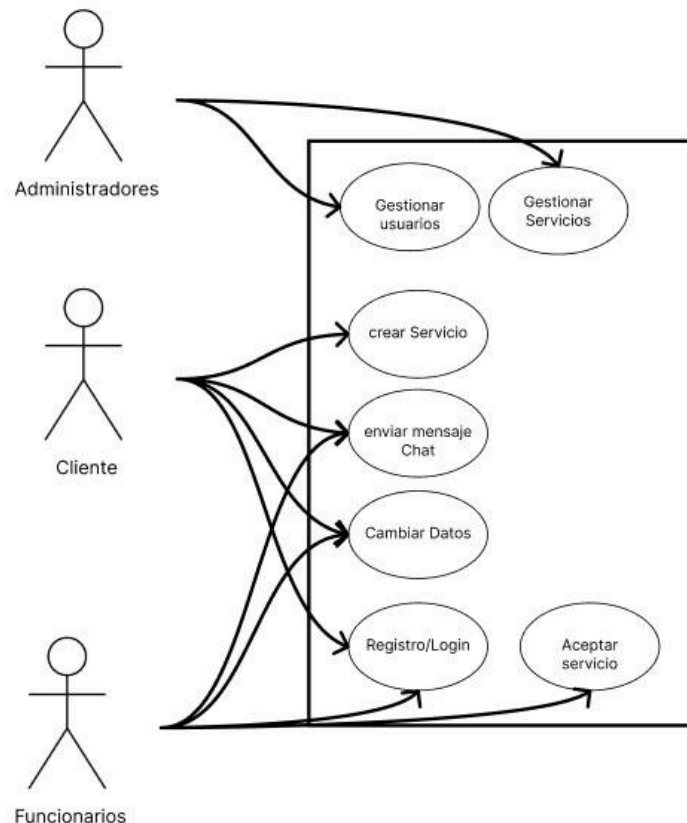 Administradores
Gestionar
usuarios
Gestionar
Servicios
crear Servicio
enviar mensaje
Chat
Cliente
Cambiar Datos
Registro/Login
Aceptar
servicio
Funcionarios